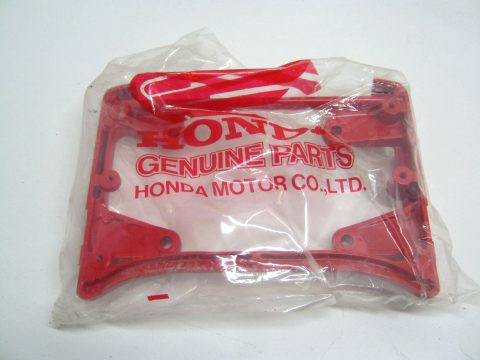 HONDA
GENUINE PARTS
HONDA MOTOR CO.,LTD.